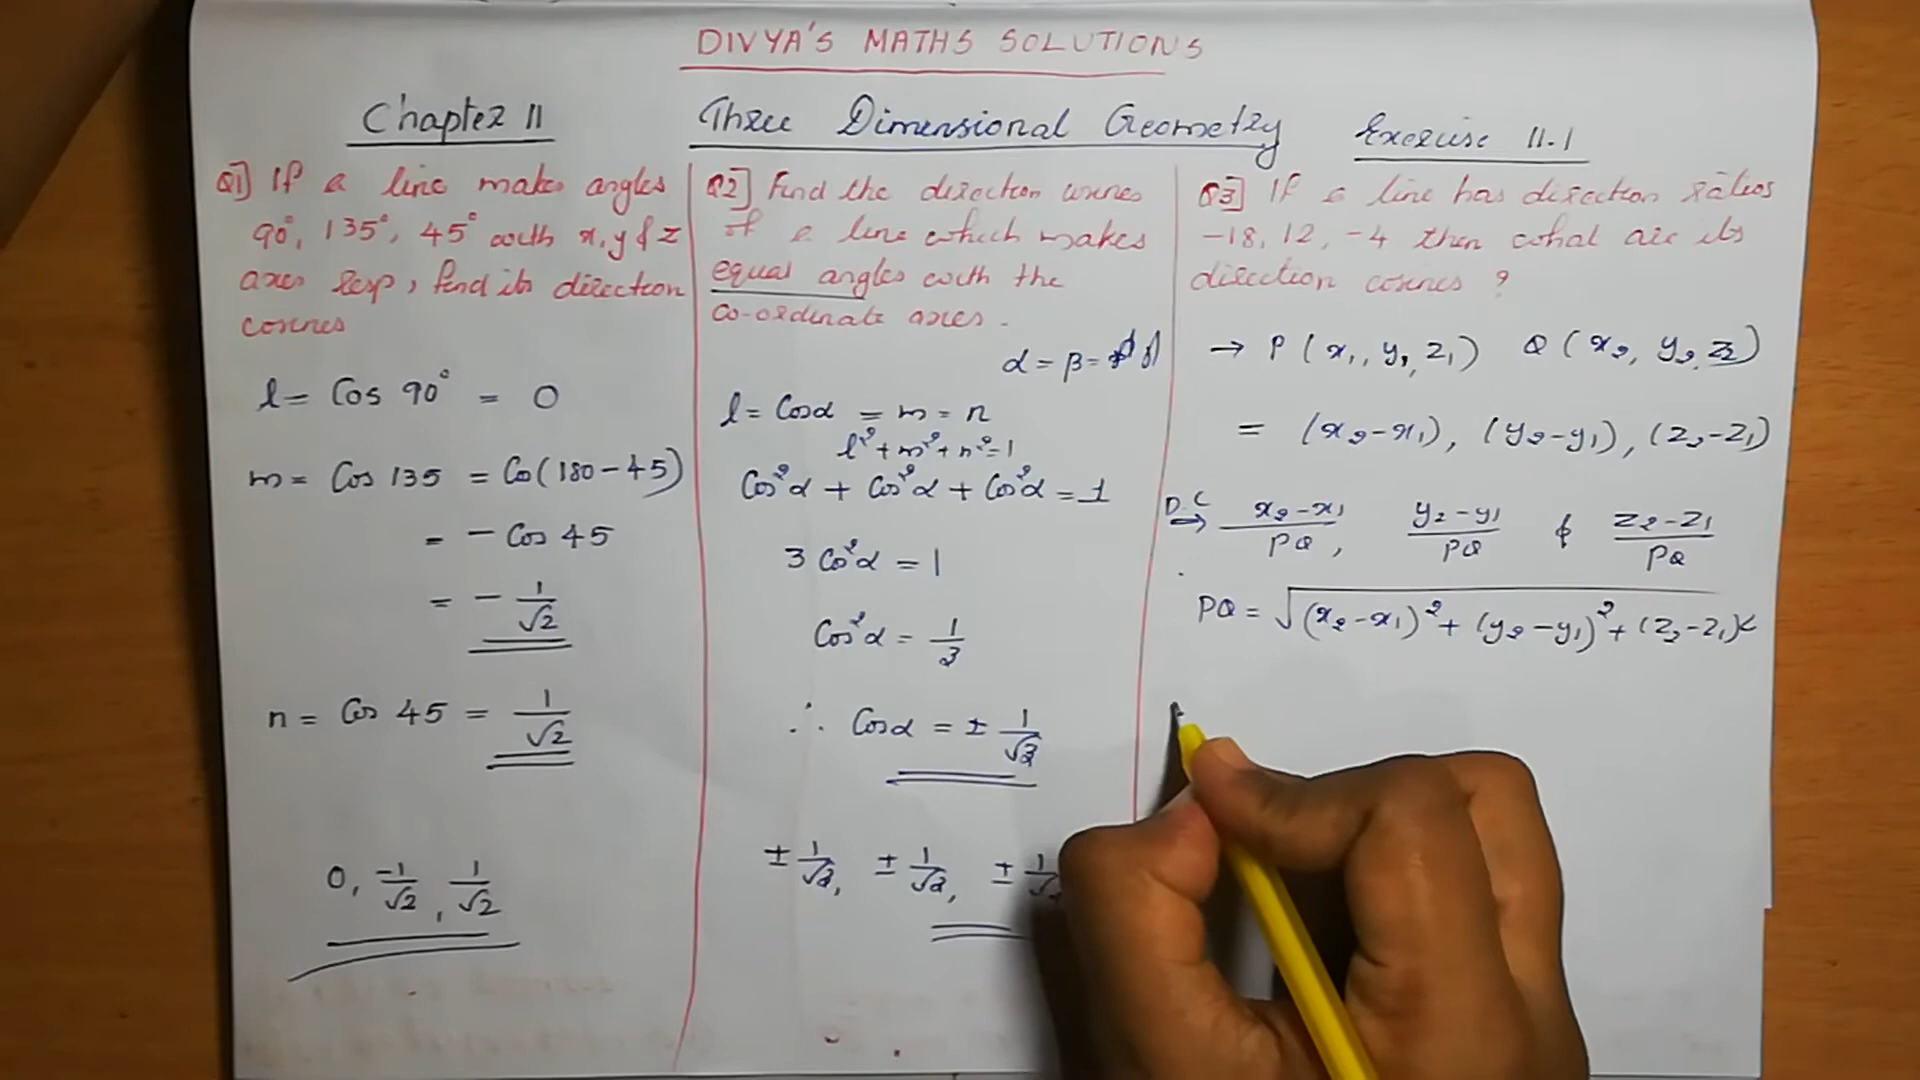 DIVYA'S MATHS SOLUTIONS
Chapter 11 Three Dimensional Geometry Exercise 11.1
Q1] If a line makes angles
90°, 135°, 45° with x, y & z
axes resp, find its direction
cosines
l = Cos 90° = 0
m = Cos 135 = Co(180-45)
= - Cos 45
= - 1/√2
n = Cos 45 = 1/√2
0, -1/√2, 1/√2
Q2] Find the direction cosines
of a line which makes
equal angles with the
co-ordinate axes.
α = β =
l = Cosα = m = n
l² + m² + n² = 1
Cos²α + Cos²α + Cos²α = 1
3 Cos²α = 1
Cos²α = 1/3
∴ Cosα = ± 1/√3
± 1/√3, ± 1/√3, ± 1/√3
Q3] If a line has direction ratios
-18, 12, -4 then what are its
direction cosines ?
→ P (x₁, y₁, z₁) Q (x₂, y₂, z₂)
= (x₂-x₁), (y₂-y₁), (z₂-z₁)
D.C ⇒ x₂-x₁/PQ, y₂-y₁/PQ & z₂-z₁/PQ
PQ = √(x₂-x₁)² + (y₂-y₁)² + (z₂-z₁)²